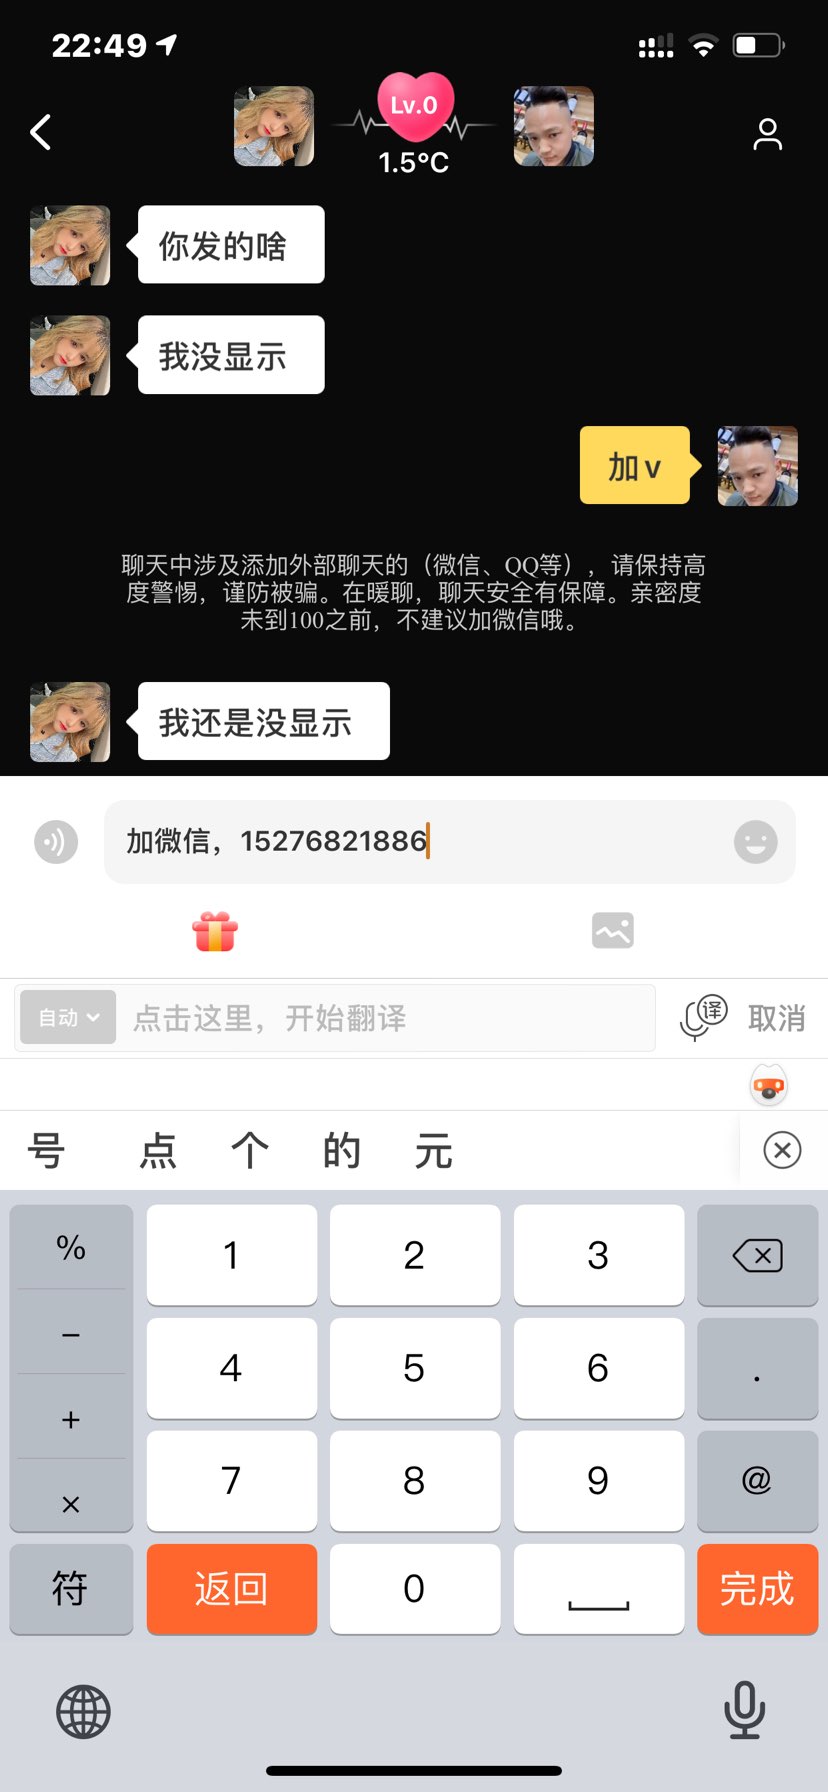 22:49
Lv.0
1.5°C
你发的啥
我没显示
加v
聊天中涉及添加外部聊天的（微信、QQ等），请保持高
度警惕，谨防被骗。在暖聊，聊天安全有保障。亲密度
未到100之前，不建议加微信哦。
我还是没显示
加微信，15276821886
自动 点击这里，开始翻译 译 取消
号 点 个 的 元
% 1 2 3
− 4 5 6 .
+ 7 8 9 @
×
符 返回 0 完成